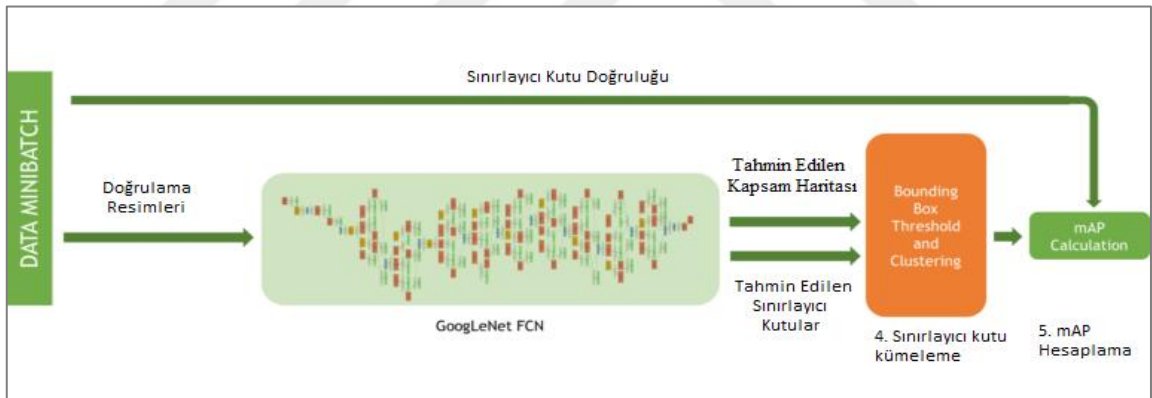 DATA MINIBATCH
Sınırlayıcı Kutu Doğruluğu
Doğrulama
Resimleri
GoogLeNet FCN
Tahmin Edilen
Kapsam Haritası
Tahmin Edilen
Sınırlayıcı
Kutular
Bounding
Box
Threshold
and
Clustering
4. Sınırlayıcı kutu
kümeleme
mAP
Calculation
5. mAP
Hesaplama